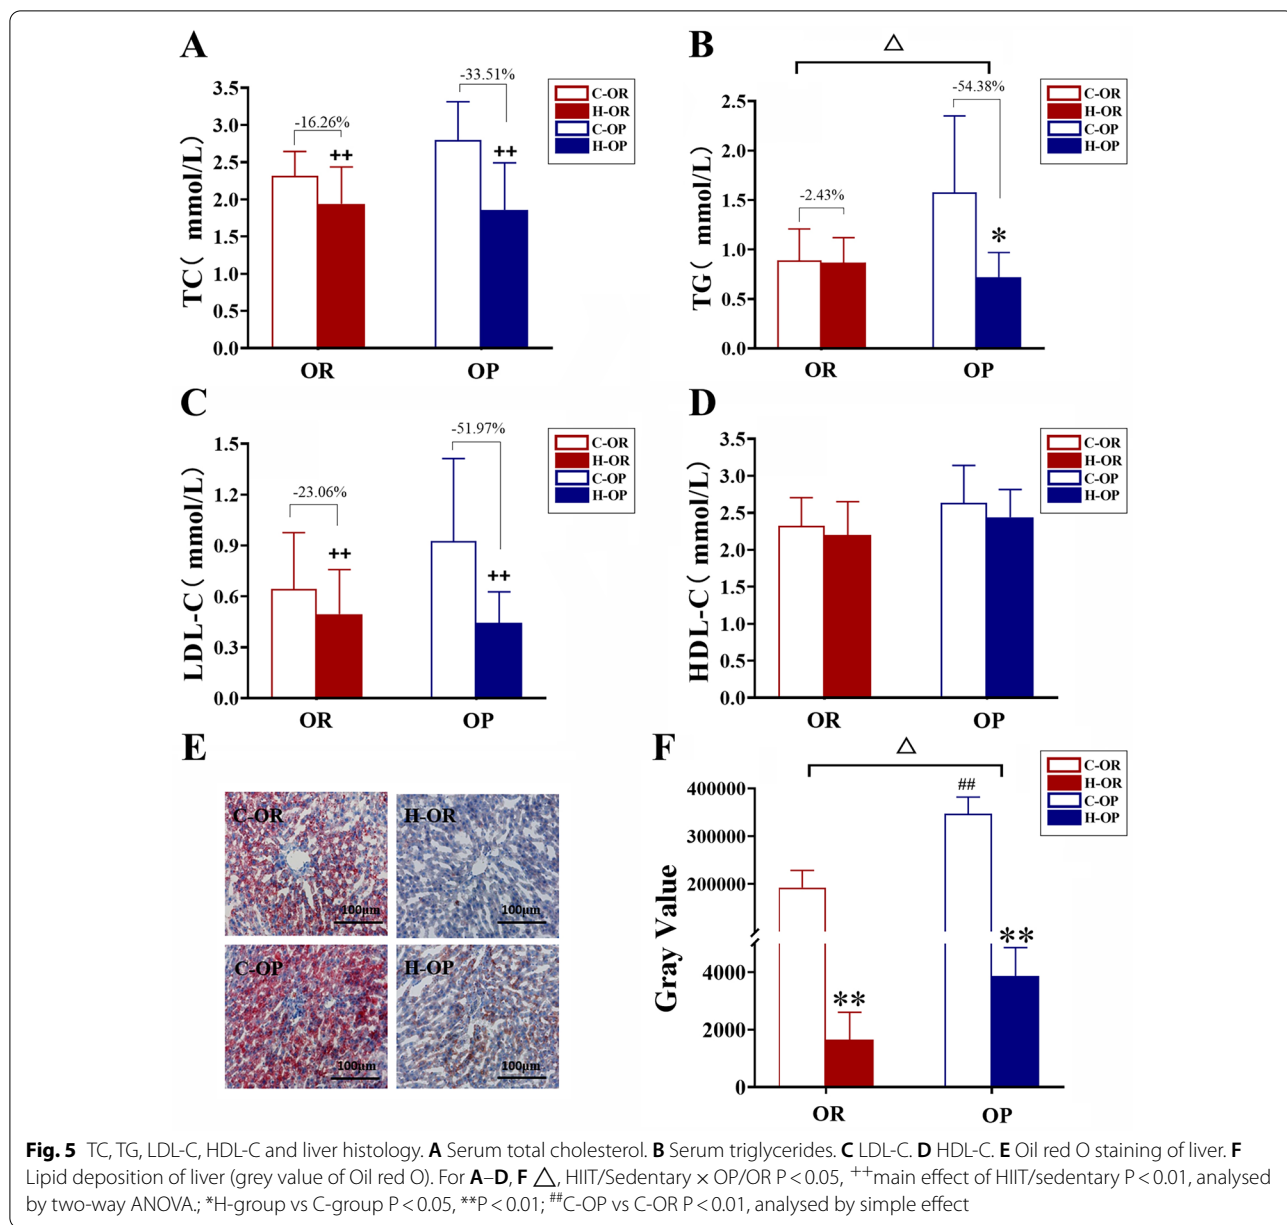 A
TC( mmol/L)
3.5
3.0
2.5
2.0
1.5
1.0
0.5
0.0
-16.26%
++
-33.51%
++
OR
OP
C-OR
H-OR
C-OP
H-OP
B
△
TG( mmol/L)
2.5
2.0
1.5
1.0
0.5
0.0
-2.43%
-54.38%
*
OR
OP
C-OR
H-OR
C-OP
H-OP
C
LDL-C( mmol/L)
1.5
1.2
0.9
0.6
0.3
0.0
-23.06%
++
-51.97%
++
OR
OP
C-OR
H-OR
C-OP
H-OP
D
HDL-C( mmol/L)
3.5
3.0
2.5
2.0
1.5
1.0
0.5
0.0
OR
OP
C-OR
H-OR
C-OP
H-OP
E
C-OR
100μm
H-OR
100μm
C-OP
100μm
H-OP
100μm
F
△
Gray Value
400000
300000
200000
4000
2000
0
**
##
**
OR
OP
C-OR
H-OR
C-OP
H-OP
Fig. 5 TC, TG, LDL-C, HDL-C and liver histology. A Serum total cholesterol. B Serum triglycerides. C LDL-C. D HDL-C. E Oil red O staining of liver. F
Lipid deposition of liver (grey value of Oil red O). For A–D, F △, HIIT/Sedentary × OP/OR P < 0.05, ++main effect of HIIT/sedentary P < 0.01, analysed
by two-way ANOVA.; *H-group vs C-group P < 0.05, **P < 0.01; ##C-OP vs C-OR P < 0.01, analysed by simple effect